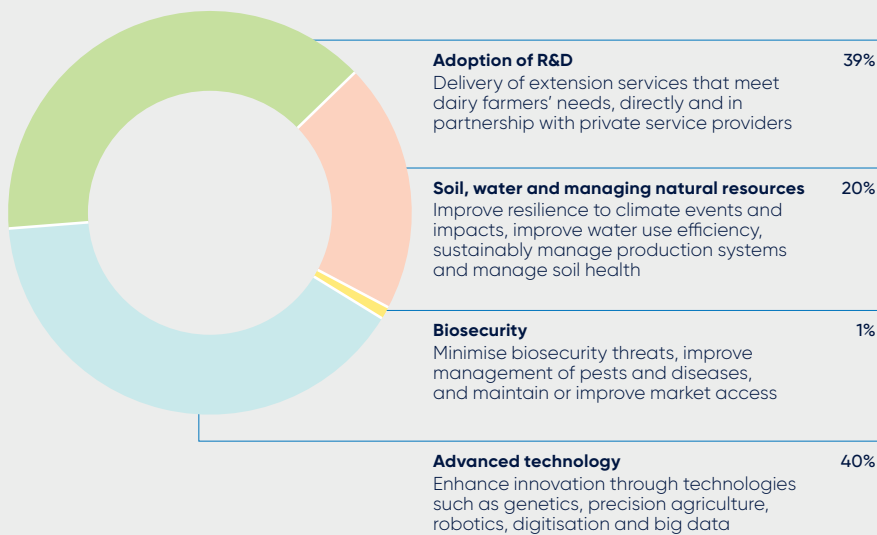 Adoption of R&D 39%
Delivery of extension services that meet
dairy farmers’ needs, directly and in
partnership with private service providers
Soil, water and managing natural resources 20%
Improve resilience to climate events and
impacts, improve water use efficiency,
sustainably manage production systems
and manage soil health
Biosecurity 1%
Minimise biosecurity threats, improve
management of pests and diseases,
and maintain or improve market access
Advanced technology 40%
Enhance innovation through technologies
such as genetics, precision agriculture,
robotics, digitisation and big data